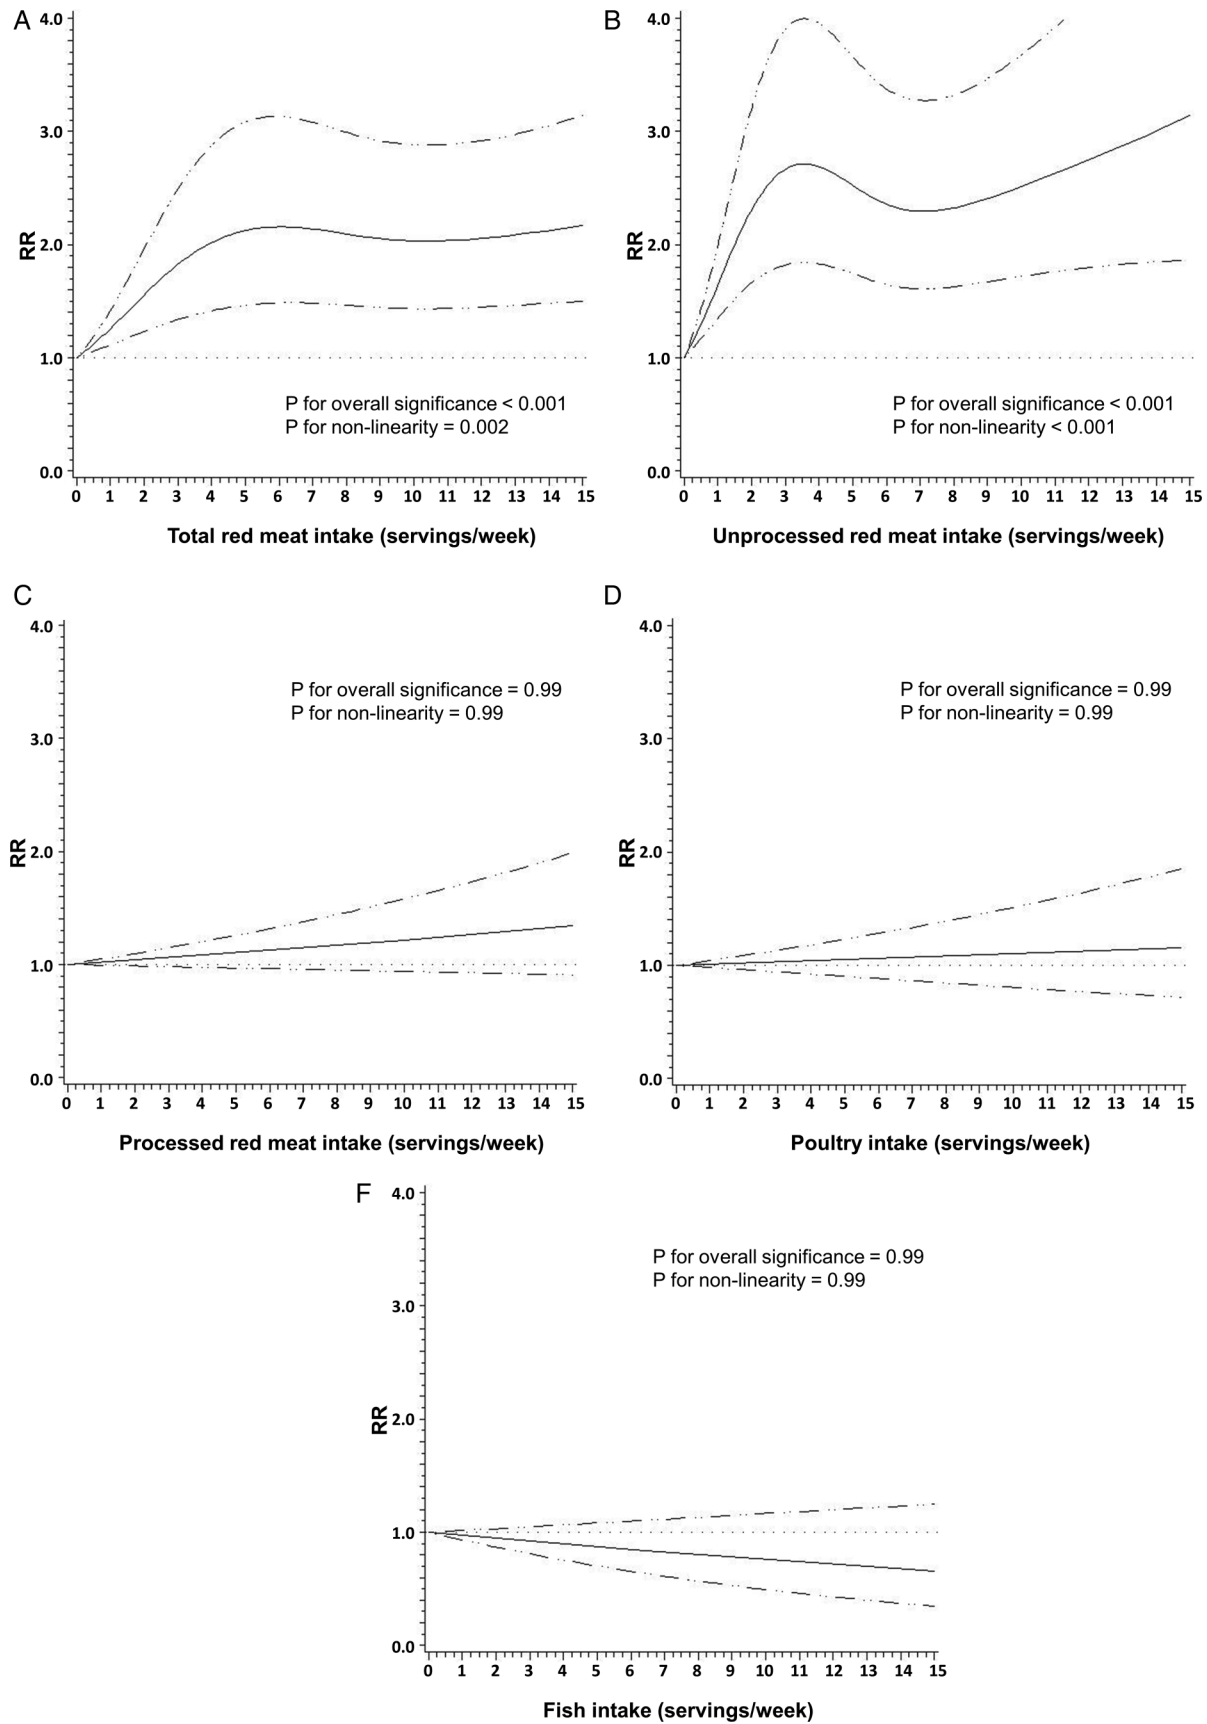 A
4.0
3.0
2.0
1.0
0.0
RR
P for overall significance < 0.001
P for non-linearity = 0.002
0 1 2 3 4 5 6 7 8 9 10 11 12 13 14 15
Total red meat intake (servings/week)
B
4.0
3.0
2.0
1.0
0.0
RR
P for overall significance < 0.001
P for non-linearity < 0.001
0 1 2 3 4 5 6 7 8 9 10 11 12 13 14 15
Unprocessed red meat intake (servings/week)
C
4.0
3.0
2.0
1.0
0.0
RR
P for overall significance = 0.99
P for non-linearity = 0.99
0 1 2 3 4 5 6 7 8 9 10 11 12 13 14 15
Processed red meat intake (servings/week)
D
4.0
3.0
2.0
1.0
0.0
RR
P for overall significance = 0.99
P for non-linearity = 0.99
0 1 2 3 4 5 6 7 8 9 10 11 12 13 14 15
Poultry intake (servings/week)
F
4.0
3.0
2.0
1.0
0.0
RR
P for overall significance = 0.99
P for non-linearity = 0.99
0 1 2 3 4 5 6 7 8 9 10 11 12 13 14 15
Fish intake (servings/week)